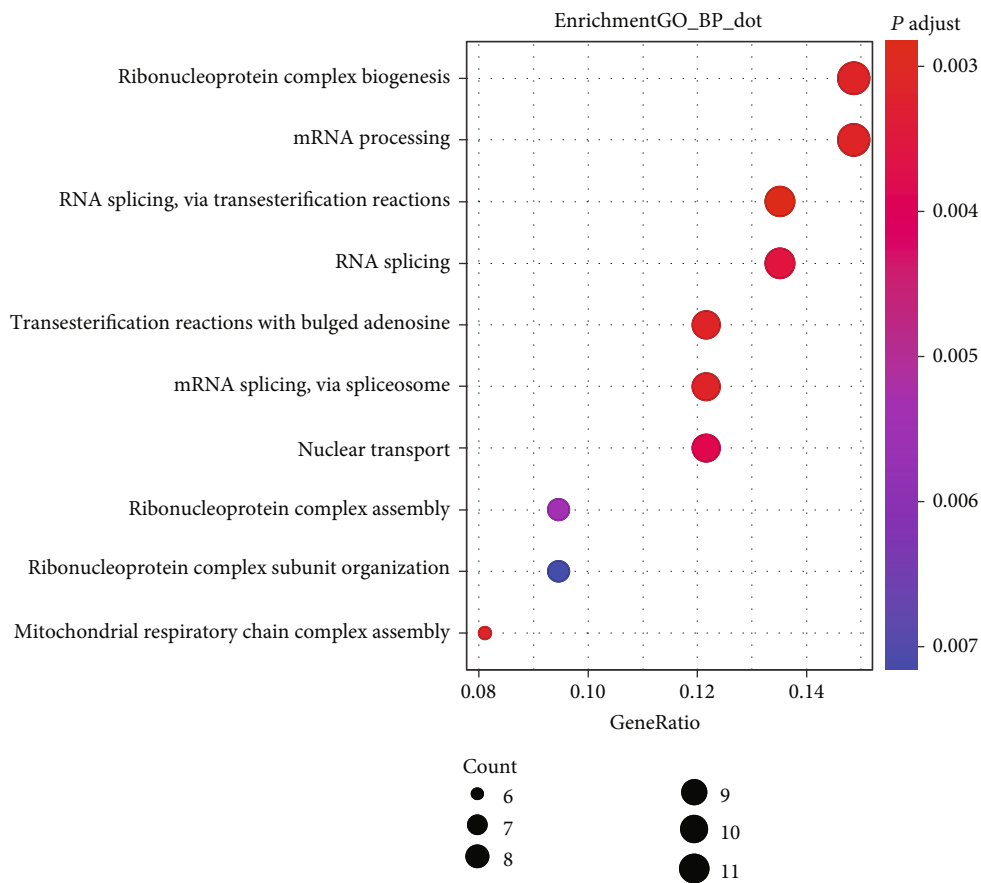 EnrichmentGO_BP_dot
P adjust
Ribonucleoprotein complex biogenesis
mRNA processing
RNA splicing, via transesterification reactions
RNA splicing
Transesterification reactions with bulged adenosine
mRNA splicing, via spliceosome
Nuclear transport
Ribonucleoprotein complex assembly
Ribonucleoprotein complex subunit organization
Mitochondrial respiratory chain complex assembly
0.003
0.004
0.005
0.006
0.007
0.08 0.10 0.12 0.14
GeneRatio
Count
6
7
8
9
10
11